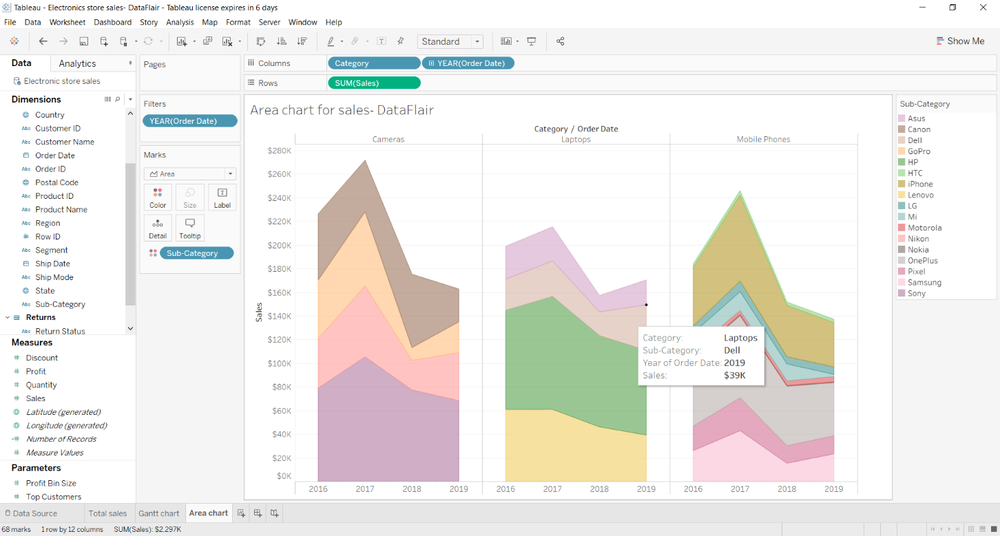 Tableau - Electronics store sales- DataFlair - Tableau license expires in 6 days
File Data Worksheet Dashboard Story Analysis Map Format Server Window Help
Standard
Show Me
Data Analytics
Electronic store sales
Dimensions
Country
Abc Customer ID
Abc Customer Name
Order Date
Abc Order ID
Postal Code
Abc Product ID
Abc Product Name
Abc Region
# Row ID
Abc Segment
Ship Date
Abc Ship Mode
State
Abc Sub-Category
Returns
Abc Return Status
Measures
# Discount
# Profit
# Quantity
# Sales
Latitude (generated)
Longitude (generated)
# Number of Records
# Measure Values
Parameters
# Profit Bin Size
# Top Customers
Pages
Filters
YEAR(Order Date)
Marks
Area
Color Size Label
Detail Tooltip
Sub-Category
Columns Category YEAR(Order Date)
Rows SUM(Sales)
Area chart for sales- DataFlair
Category / Order Date
Cameras Laptops Mobile Phones
Sales
$280K
$260K
$240K
$220K
$200K
$180K
$160K
$140K
$120K
$100K
$80K
$60K
$40K
$20K
$0K
Category: Laptops
Sub-Category: Dell
Year of Order Date: 2019
Sales: $39K
2016 2017 2018 2019 2016 2017 2018 2019 2016 2017 2018 2019
Sub-Category
Asus
Canon
Dell
GoPro
HP
HTC
iPhone
Lenovo
LG
Mi
Motorola
Nikon
Nokia
OnePlus
Pixel
Samsung
Sony
Data Source Total sales Gantt chart Area chart
68 marks 1 row by 12 columns SUM(Sales): $2,297K